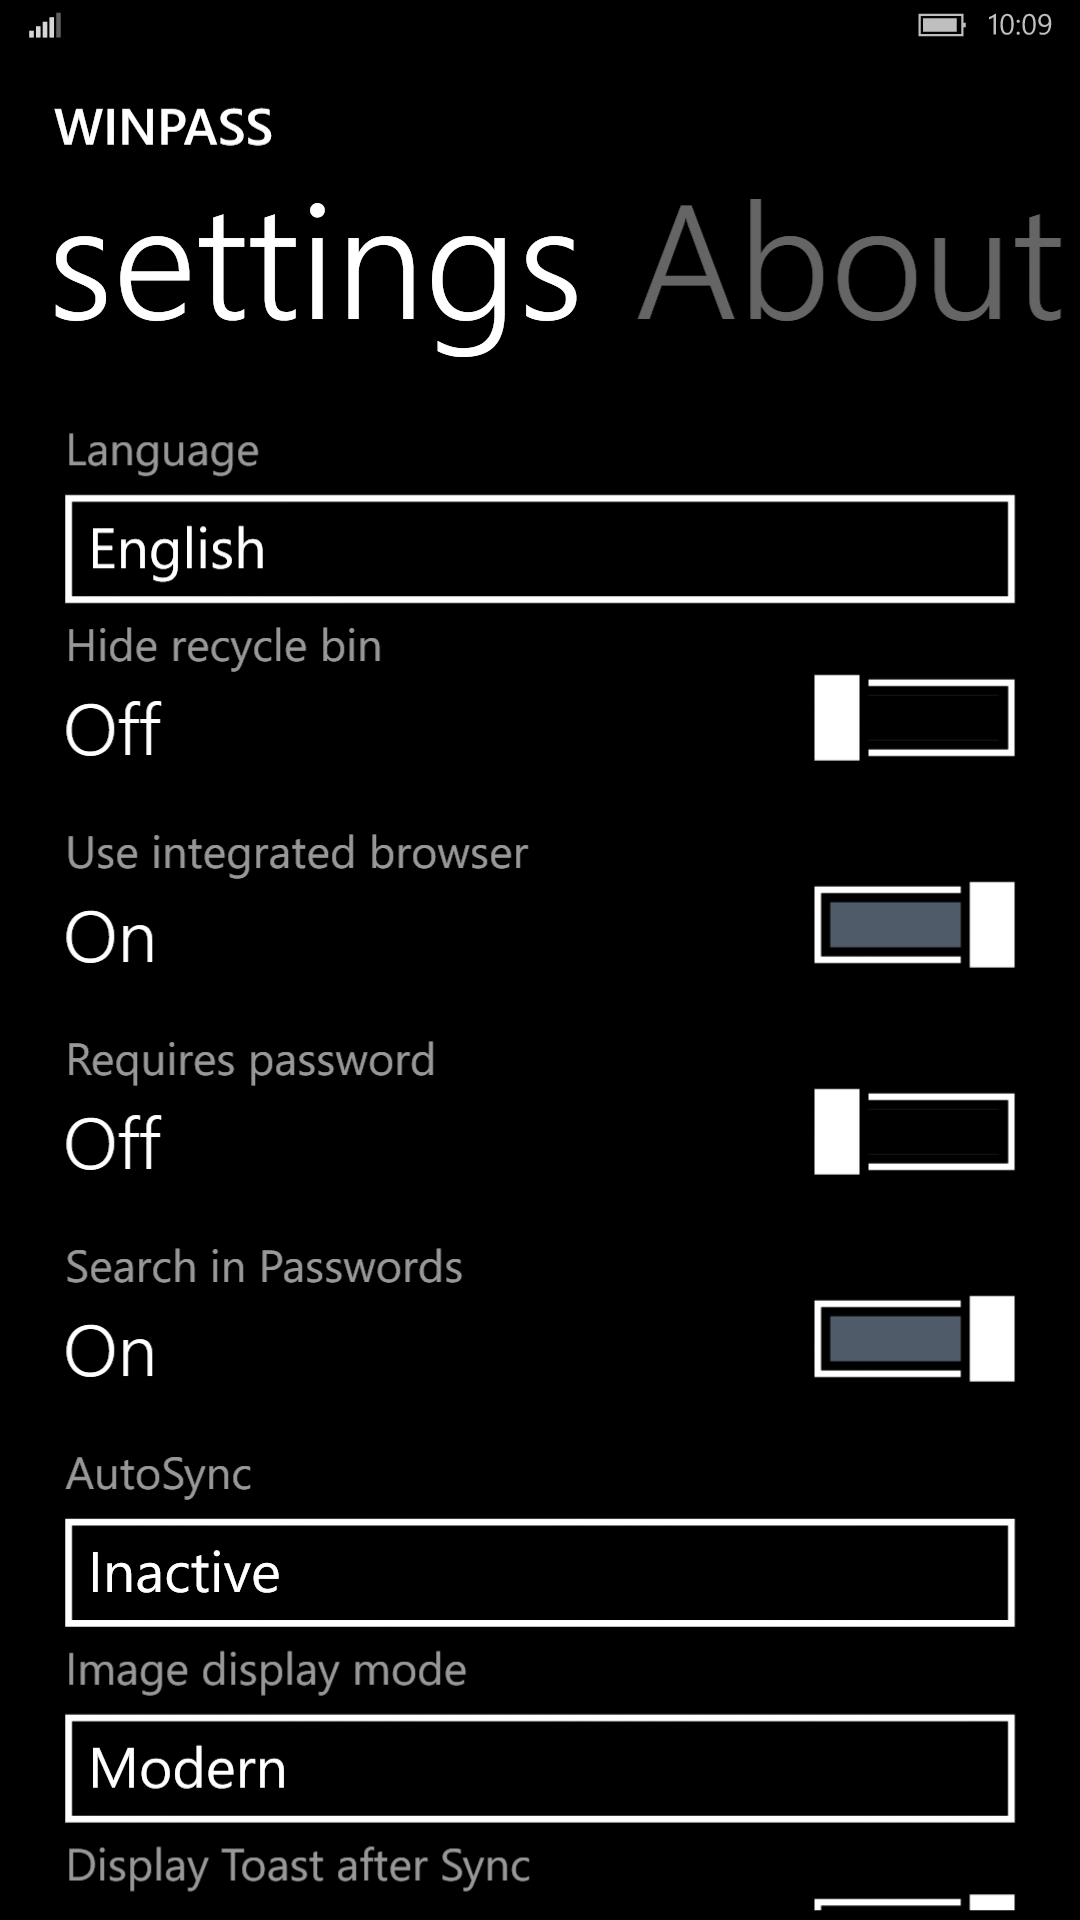 10:09
WINPASS
settings About
Language
English
Hide recycle bin
Off
Use integrated browser
On
Requires password
Off
Search in Passwords
On
AutoSync
Inactive
Image display mode
Modern
Display Toast after Sync